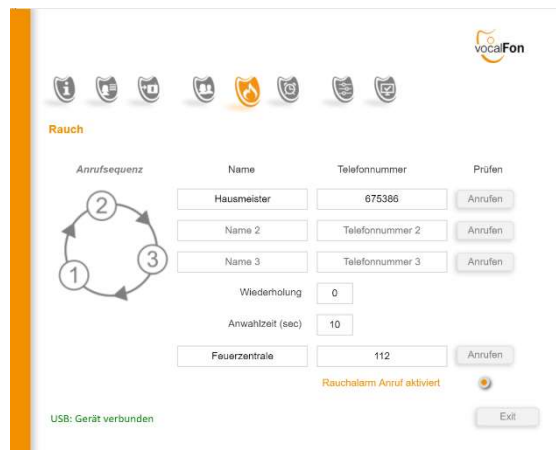 vocalFon
Rauch
Anrufsequenz Name Telefonnummer Prüfen
2
3
1
Hausmeister 675386 Anrufen
Name 2 Telefonnummer 2 Anrufen
Name 3 Telefonnummer 3 Anrufen
Wiederholung 0
Anwahlzeit (sec) 10
Feuerzentrale 112 Anrufen
Rauchalarm Anruf aktiviert
USB: Gerät verbunden Exit